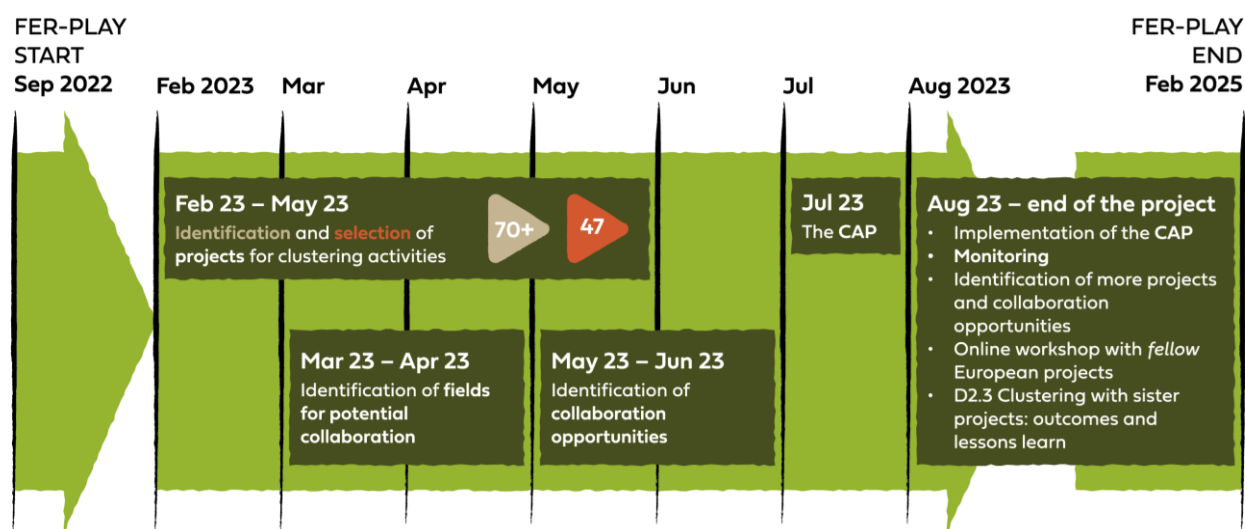 FER-PLAY
START
Sep 2022
Feb 2023
Mar
Apr
May
Jun
Jul
Aug 2023
FER-PLAY
END
Feb 2025
Feb 23 – May 23
Identification and selection of
projects for clustering activities
70+
47
Mar 23 – Apr 23
Identification of fields
for potential
collaboration
May 23 – Jun 23
Identification of
collaboration
opportunities
Jul 23
The CAP
Aug 23 – end of the project
• Implementation of the CAP
• Monitoring
• Identification of more projects
and collaboration
opportunities
• Online workshop with fellow
European projects
• D2.3 Clustering with sister
projects: outcomes and
lessons learn